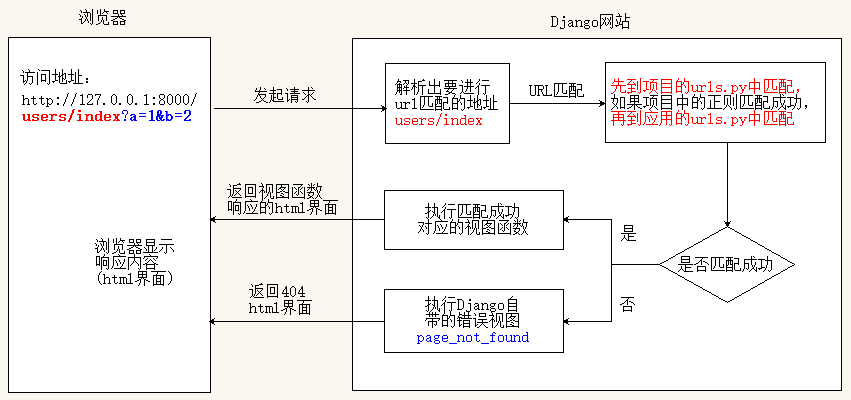 浏览器
Django网站
访问地址：
http://127.0.0.1:8000/
users/index?a=1&b=2
发起请求
解析出要进行
url匹配的地址
users/index
URL匹配
先到项目的urls.py中匹配，
如果项目中的正则匹配成功，
再到应用的urls.py中匹配
返回视图函数
响应的html界面
执行匹配成功
对应的视图函数
是
是否匹配成功
浏览器显示
响应内容
(html界面)
返回404
html界面
执行Django自
带的错误视图
page_not_found
否